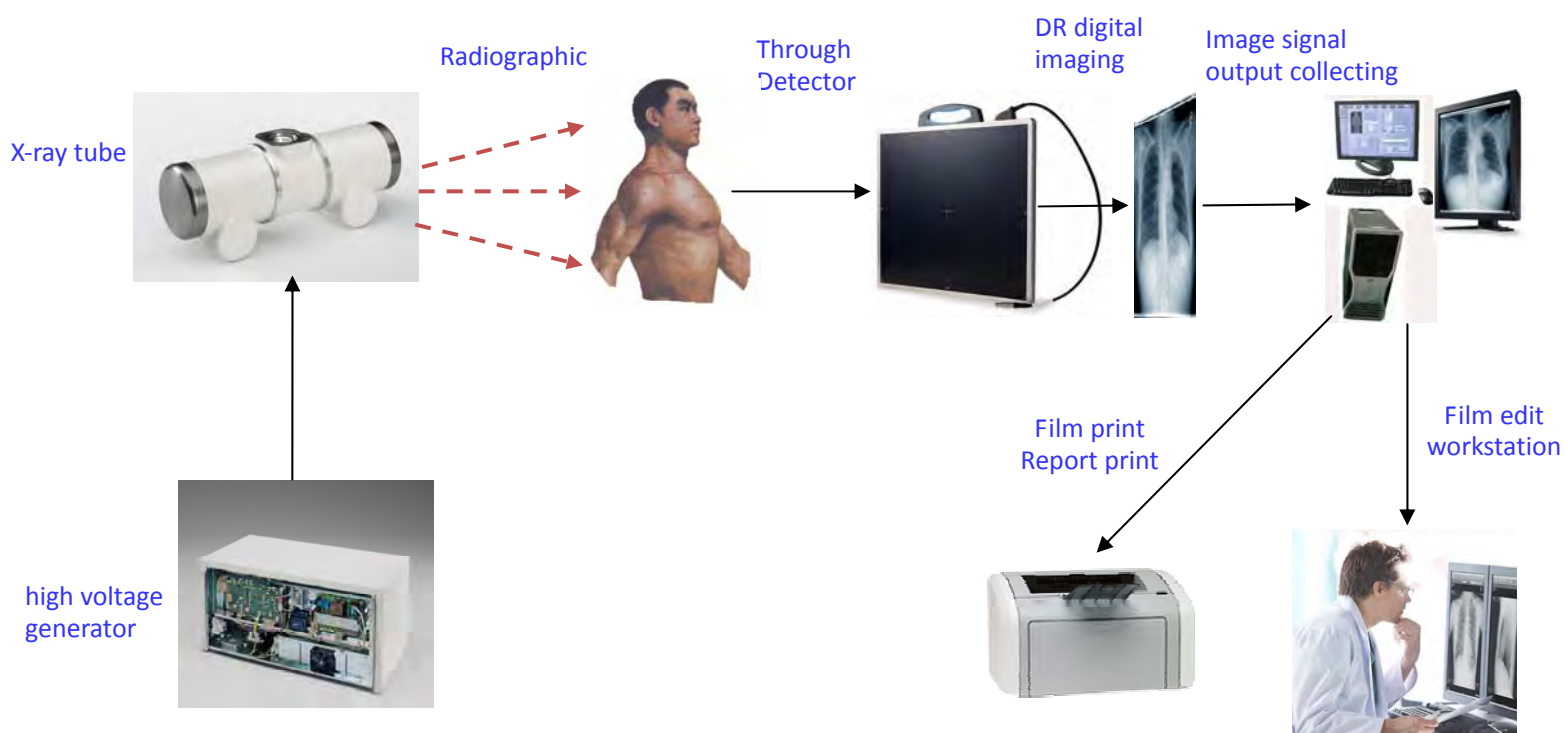 DR digital
imaging
Image signal
output collecting
Radiographic
Through
Detector
X-ray tube
Film print
Report print
Film edit
workstation
high voltage
generator